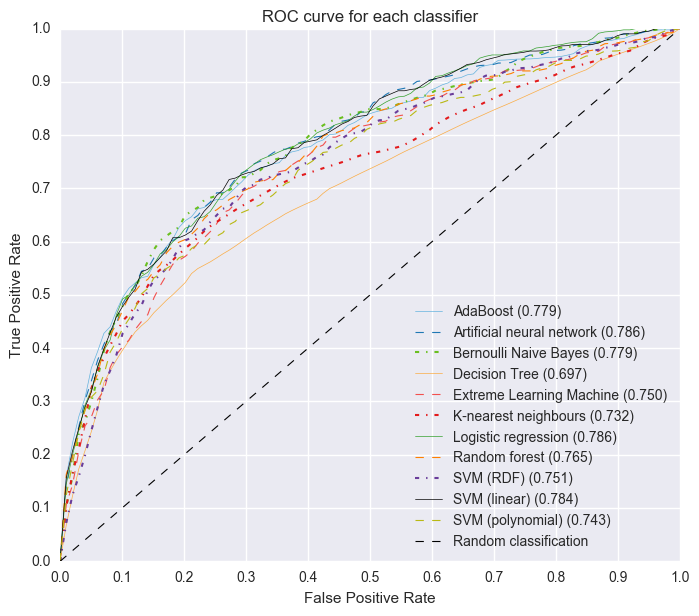 ROC curve for each classifier
1.0
0.9
0.8
0.7
0.6
0.5
0.4
0.3
0.2
0.1
0.0
True Positive Rate
AdaBoost (0.779)
Artificial neural network (0.786)
Bernoulli Naive Bayes (0.779)
Decision Tree (0.697)
Extreme Learning Machine (0.750)
K-nearest neighbours (0.732)
Logistic regression (0.786)
Random forest (0.765)
SVM (RDF) (0.751)
SVM (linear) (0.784)
SVM (polynomial) (0.743)
Random classification
0.0 0.1 0.2 0.3 0.4 0.5 0.6 0.7 0.8 0.9 1.0
False Positive Rate